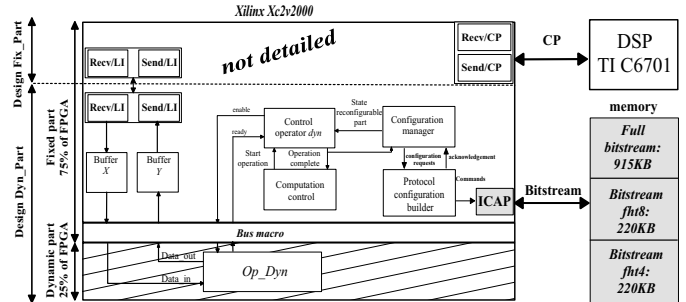 Xilinx Xc2v2000
Design Fix_Part
Design Dyn_Part
Fixed part
75% of FPGA
Dynamic part
25% of FPGA
Recv/LI
Send/LI
not detailed
Recv/CP
Send/CP
CP
DSP
TI C6701
Recv/LI
Send/LI
Buffer
X
Buffer
Y
enable
ready
Control
operator dyn
State
reconfigurable
part
Configuration
manager
Start
operation
Operation
complete
configuration
requests
acknowledgement
Computation
control
Protocol
configuration
builder
Commands
ICAP
Bitstream
memory
Full
bitstream:
915KB
Bitstream
fht8:
220KB
Bitstream
fht4:
220KB
Bus macro
Data_out
Data_in
Op_Dyn